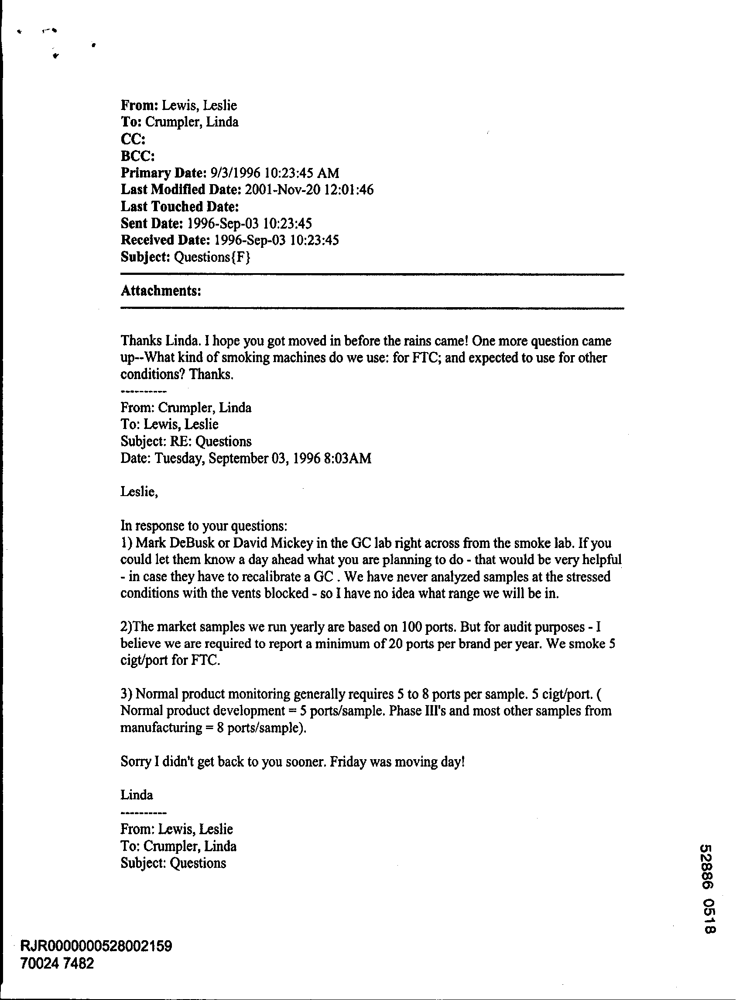 From: Lewis, Leslie
To: Crumpler, Linda
CC:
BCC:
Primary Date: 9/3/1996 10:23:45 AM
Last Modified Date: 2001-Nov-20 12:01:46
Last Touched Date:
Sent Date: 1996-Sep-03 10:23:45
Received Date: 1996-Sep-03 10:23:45
Subject: Questions{F}
Attachments:
Thanks Linda. I hope you got moved in before the rains came! One more question came
up--What kind of smoking machines do we use: for FTC; and expected to use for other
conditions? Thanks.
----------
From: Crumpler, Linda
To: Lewis, Leslie
Subject: RE: Questions
Date: Tuesday, September 03, 1996 8:03AM
Leslie,
In response to your questions:
1) Mark DeBusk or David Mickey in the GC lab right across from the smoke lab. If you
could let them know a day ahead what you are planning to do - that would be very helpful
- in case they have to recalibrate a GC . We have never analyzed samples at the stressed
conditions with the vents blocked - so I have no idea what range we will be in.
2)The market samples we run yearly are based on 100 ports. But for audit purposes - I
believe we are required to report a minimum of 20 ports per brand per year. We smoke 5
cigt/port for FTC.
3) Normal product monitoring generally requires 5 to 8 ports per sample. 5 cigt/port. (
Normal product development = 5 ports/sample. Phase III's and most other samples from
manufacturing = 8 ports/sample).
Sorry I didn't get back to you sooner. Friday was moving day!
Linda
----------
From: Lewis, Leslie
To: Crumpler, Linda
Subject: Questions
52886 0518
RJR0000000528002159
70024 7482